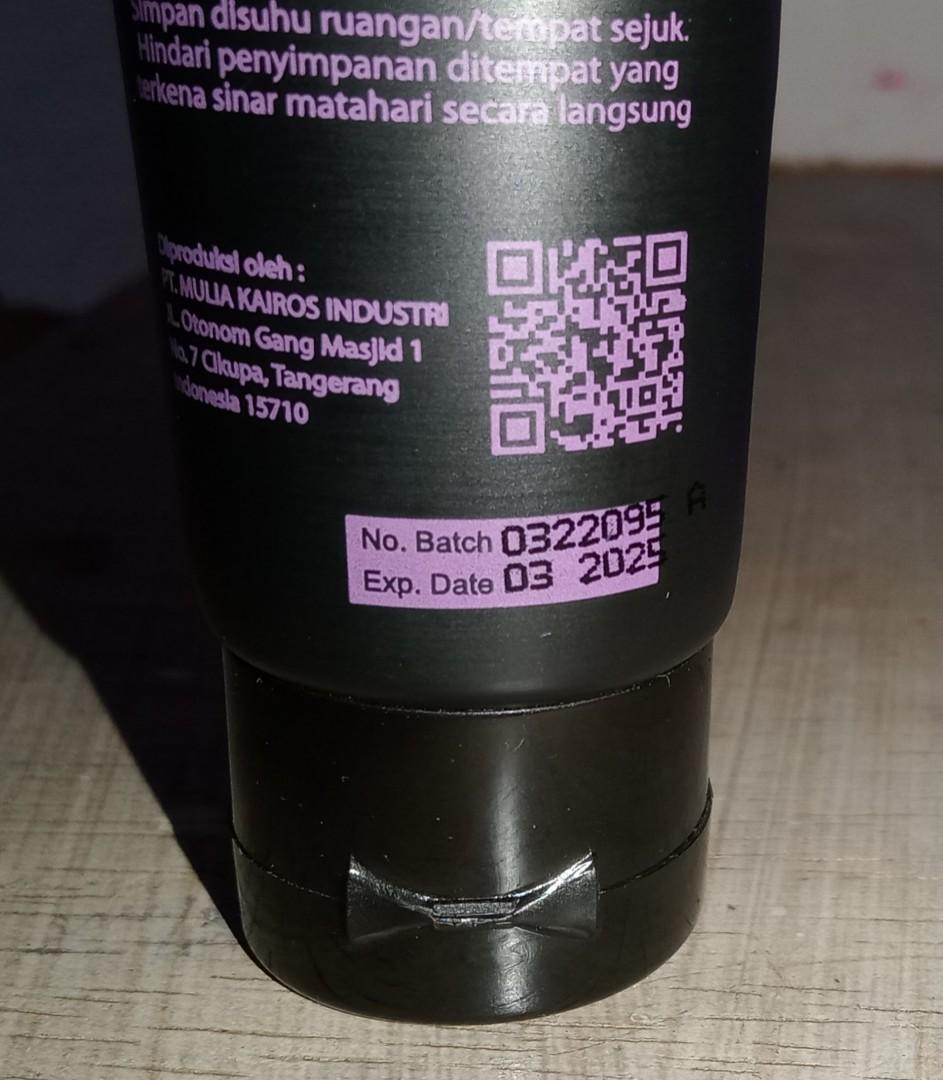 Simpan disuhu ruangan/tempat sejuk.
Hindari penyimpanan ditempat yang
terkena sinar matahari secara langsung
Diproduksi oleh :
PT. MULIA KAIROS INDUSTRI
JL. Otonom Gang Masjid 1
No. 7 Cikupa, Tangerang
Indonesia 15710
A
No. Batch 0322095
Exp. Date 03 2025